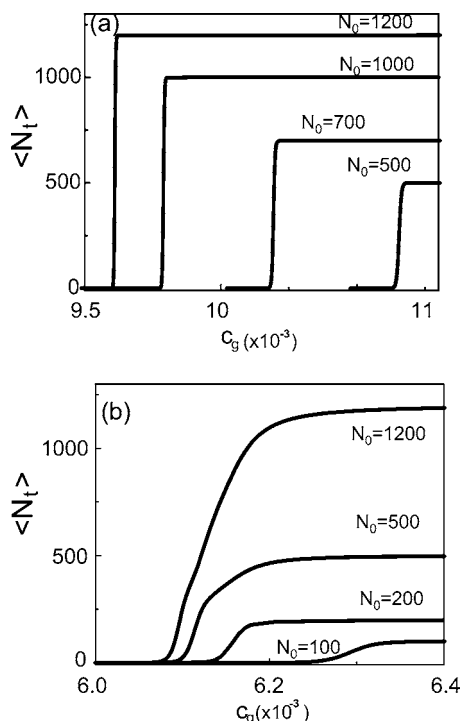 (a)
N₀=1200
N₀=1000
N₀=700
N₀=500
<Nₜ>
1000
500
0
9.5 10 11
c_g (x10⁻³)
(b)
N₀=1200
N₀=500
N₀=200
N₀=100
<Nₜ>
1000
500
0
6.0 6.2 6.4
c_g (x10⁻³)